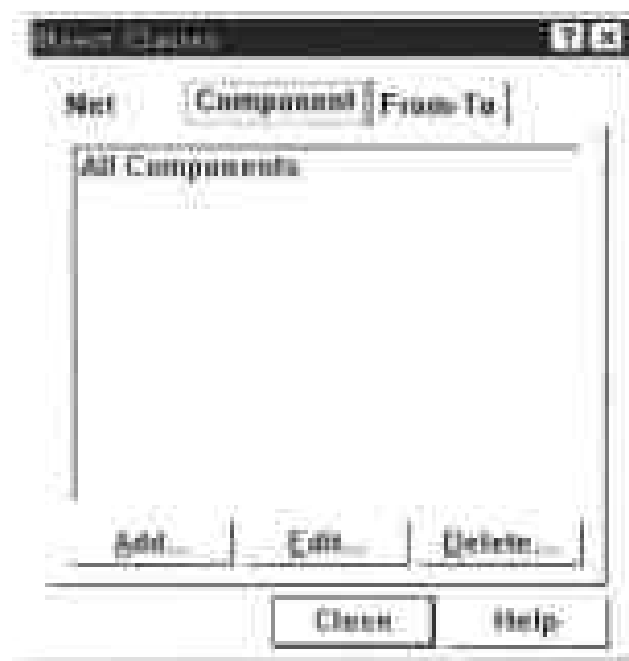 Net Component From-To
All Components
Add... Edit... Delete...
Close Help